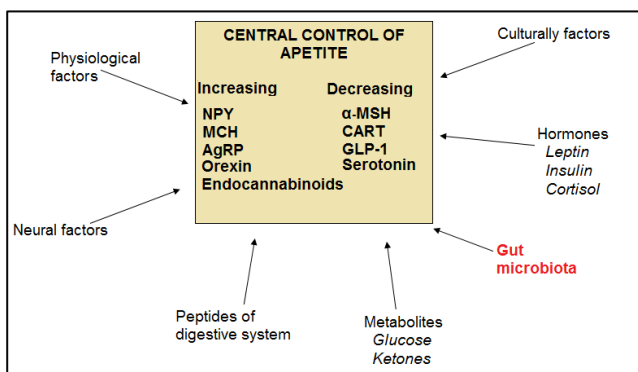 CENTRAL CONTROL OF
APETITE
Increasing
Decreasing
NPY
MCH
AgRP
Orexin
Endocannabinoids
α-MSH
CART
GLP-1
Serotonin
Physiological
factors
Culturally factors
Hormones
Leptin
Insulin
Cortisol
Neural factors
Gut
microbiota
Peptides of
digestive system
Metabolites
Glucose
Ketones